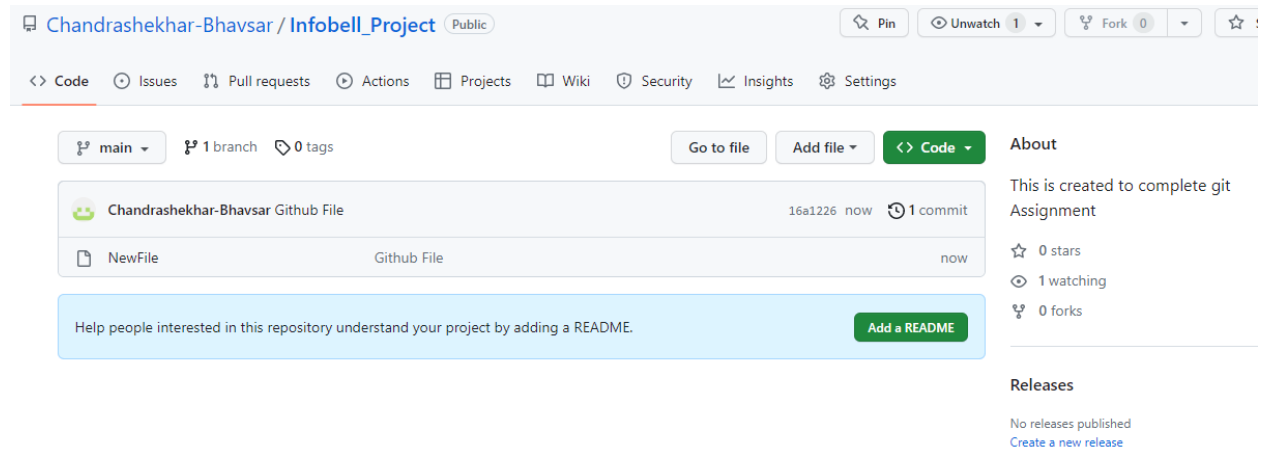 Chandrashekhar-Bhavsar / Infobell_Project Public
Pin
Unwatch 1
Fork 0
Code
Issues
Pull requests
Actions
Projects
Wiki
Security
Insights
Settings
main
1 branch
0 tags
Go to file
Add file
Code
Chandrashekhar-Bhavsar Github File 16a1226 now 1 commit
NewFile Github File now
Help people interested in this repository understand your project by adding a README.
Add a README
About
This is created to complete git
Assignment
0 stars
1 watching
0 forks
Releases
No releases published
Create a new release